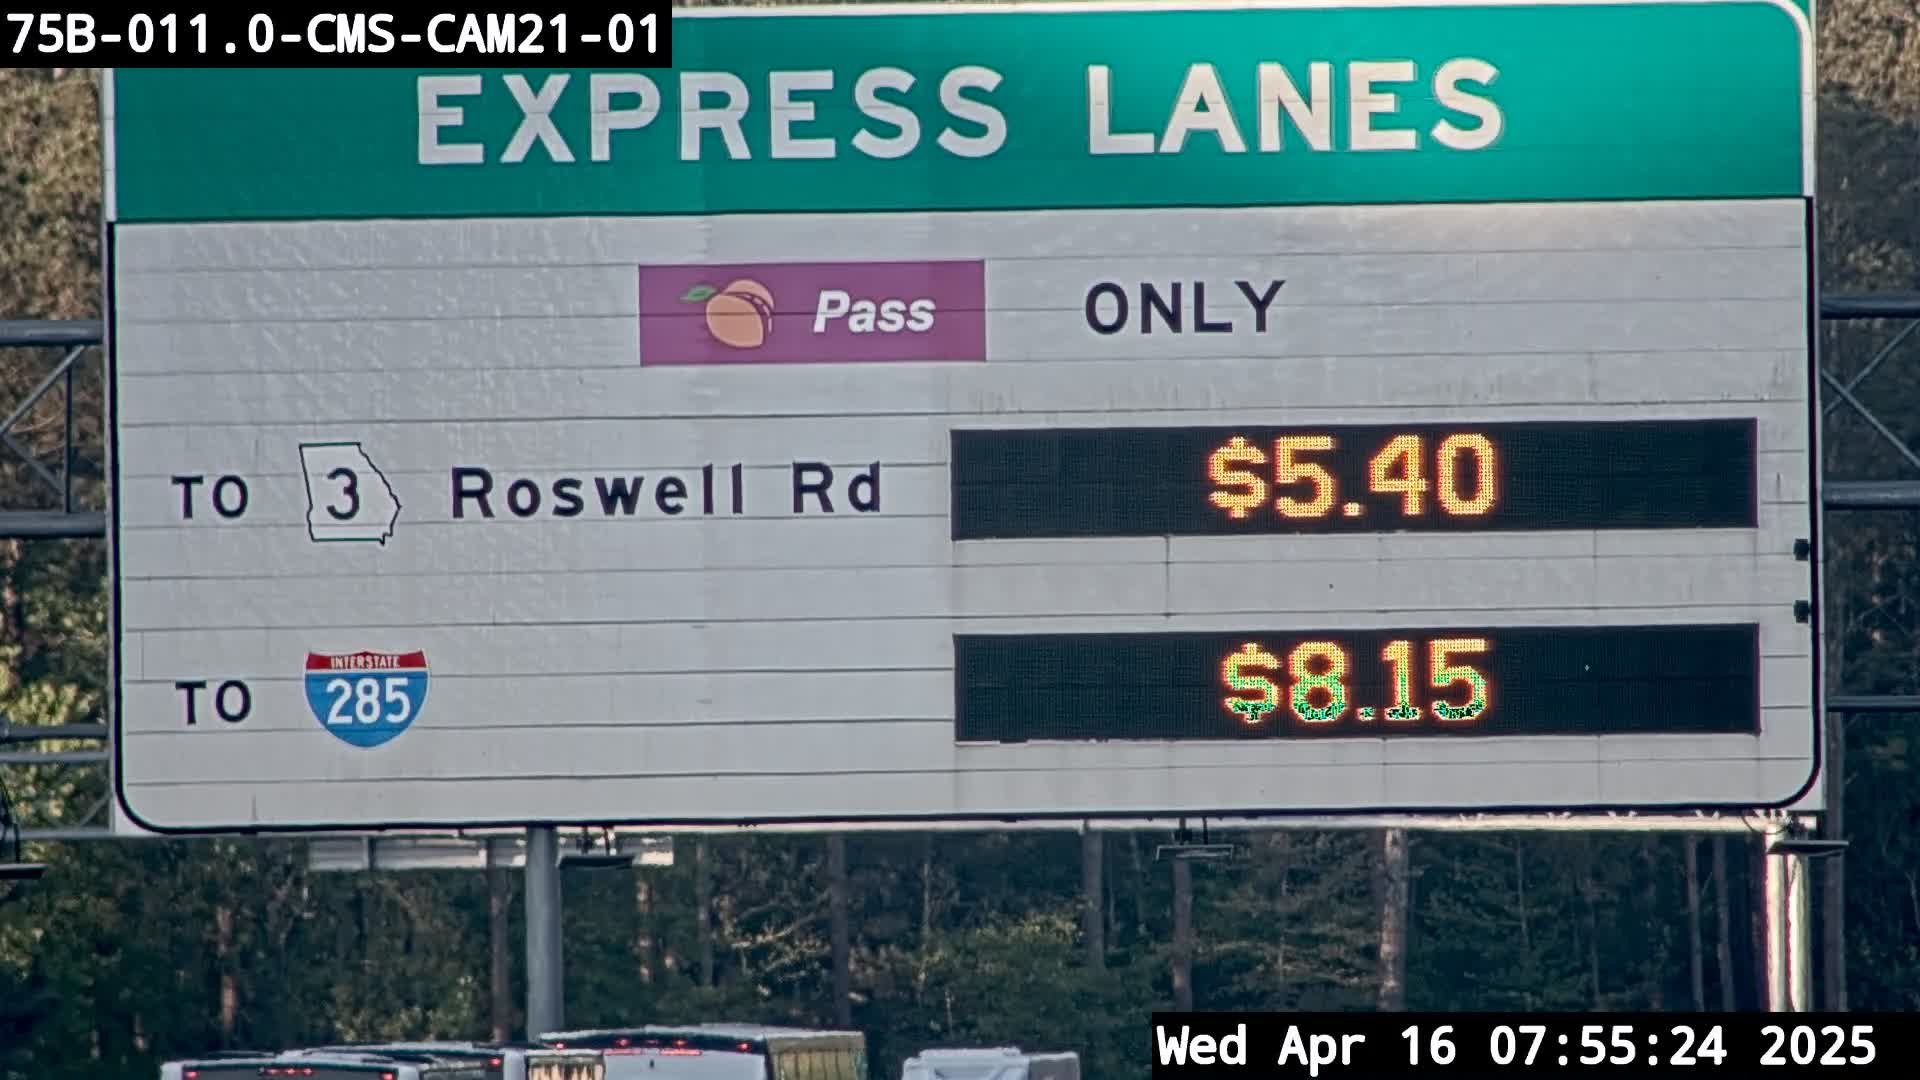 75B-011.0-CMS-CAM21-01
EXPRESS LANES
Pass ONLY
TO 3 Roswell Rd $5.40
TO INTERSTATE 285 $8.15
Wed Apr 16 07:55:24 2025